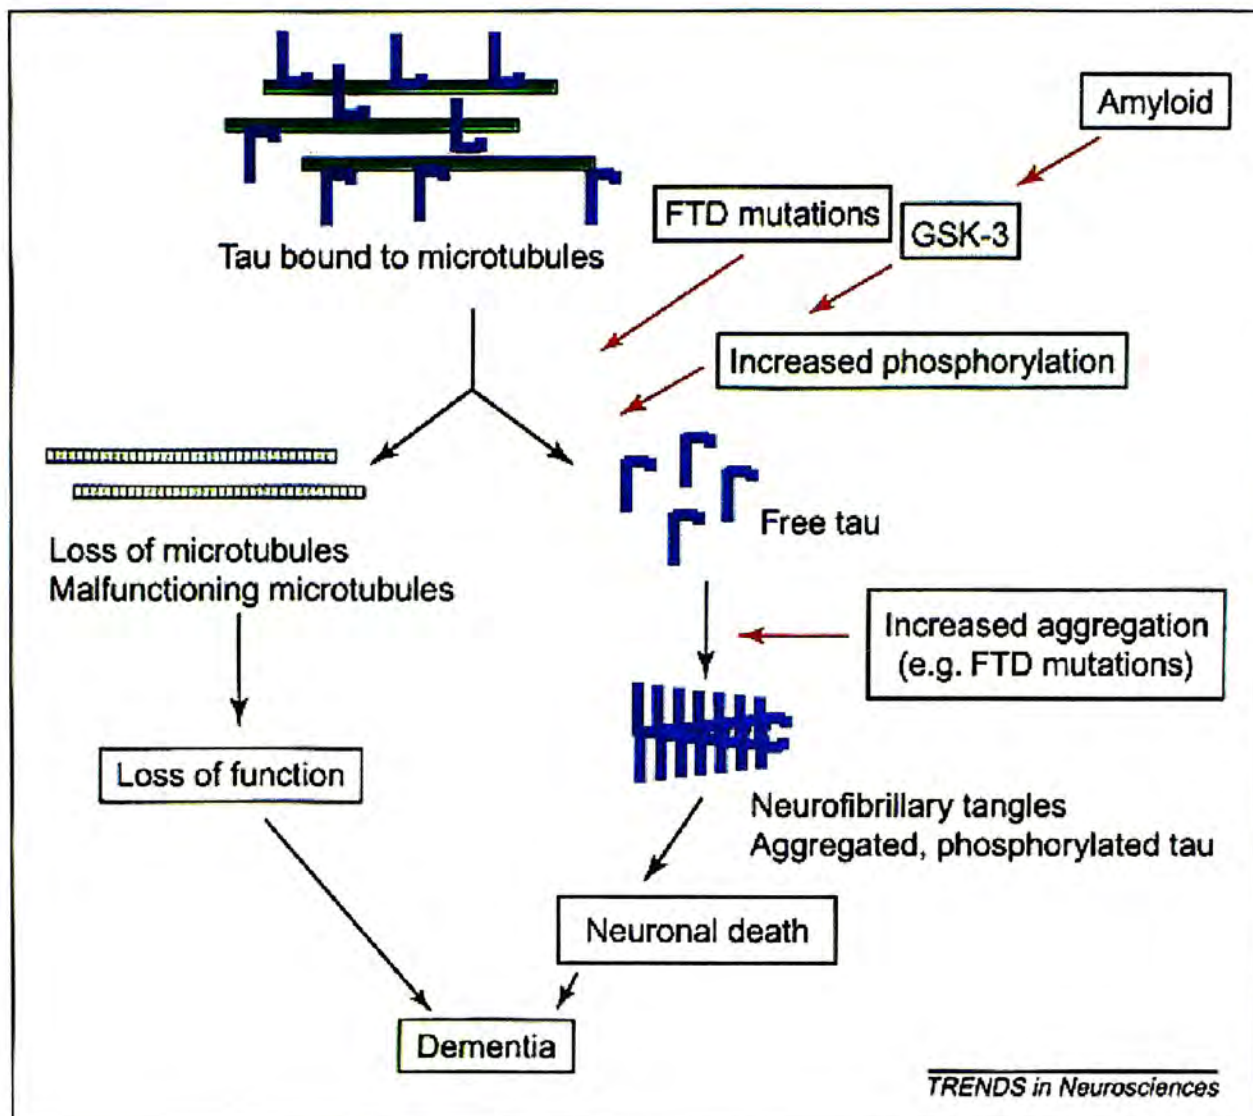 Amyloid
FTD mutations
GSK-3
Tau bound to microtubules
Increased phosphorylation
Free tau
Loss of microtubules
Malfunctioning microtubules
Increased aggregation
(e.g. FTD mutations)
Loss of function
Neurofibrillary tangles
Aggregated, phosphorylated tau
Neuronal death
Dementia
TRENDS in Neurosciences